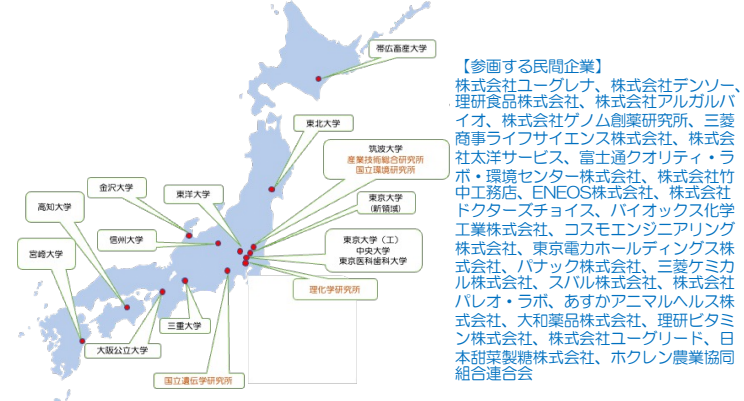 帯広畜産大学
東北大学
筑波大学
産業技術総合研究所
国立環境研究所
金沢大学
東洋大学
東京大学
(新領域)
高知大学
信州大学
東京大学（工）
中央大学
東京医科歯科大学
宮崎大学
理化学研究所
三重大学
大阪公立大学
国立遺伝学研究所
【参画する民間企業】
株式会社ユーグレナ、株式会社デンソー、
理研食品株式会社、株式会社アルガルバ
イオ、株式会社ゲノム創薬研究所、三菱
商事ライフサイエンス株式会社、株式会
社太洋サービス、富士通クオリティ・ラ
ボ・環境センター株式会社、株式会社竹
中工務店、ENEOS株式会社、株式会社
ドクターズチョイス、バイオックス化学
工業株式会社、コスモエンジニアリング
株式会社、東京電力ホールディングス株
式会社、パナック株式会社、三菱ケミカ
ル株式会社、スバル株式会社、株式会社
パレオ・ラボ、あすかアニマルヘルス株
式会社、大和薬品株式会社、理研ビタミ
ン株式会社、株式会社ユーグリード、日
本甜菜製糖株式会社、ホクレン農業協同
組合連合会